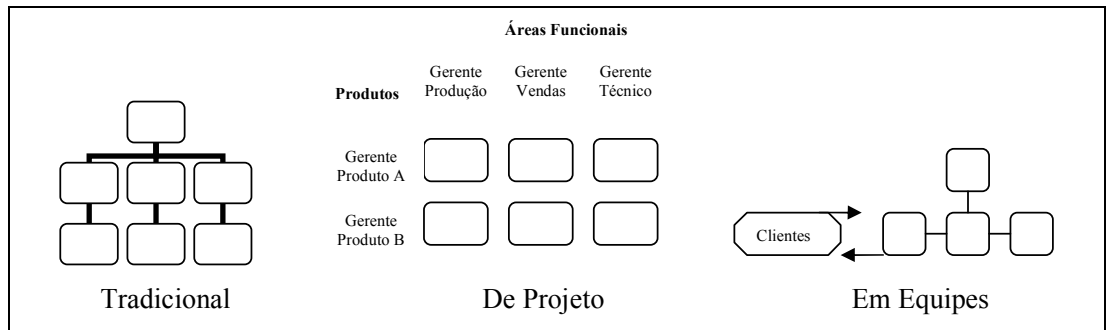 Áreas Funcionais
Gerente Produção
Gerente Vendas
Gerente Técnico
Produtos
Gerente
Produto A
Gerente
Produto B
Clientes
Tradicional
De Projeto
Em Equipes